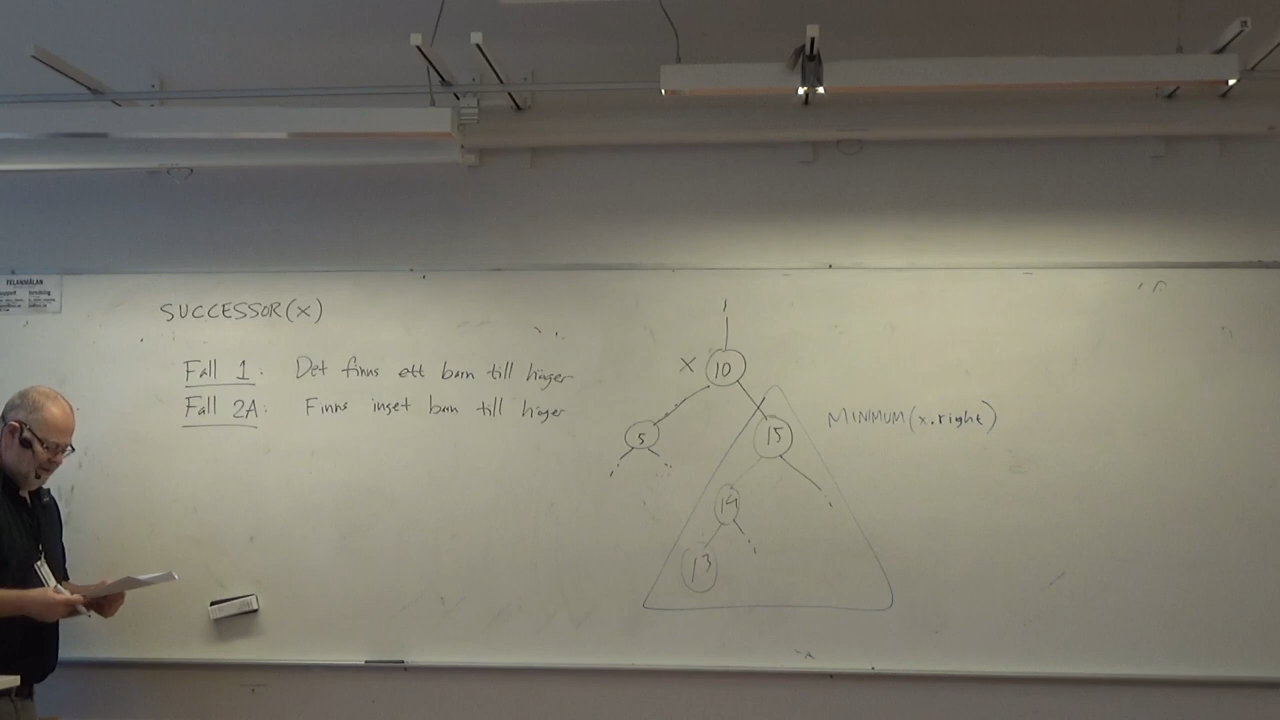 FELANMÄLAN
SUCCESSOR(x)
Fall 1: Det finns ett barn till höger
Fall 2A: Finns inget barn till höger
X 10
5
15
MINIMUM(x.right)
14
13